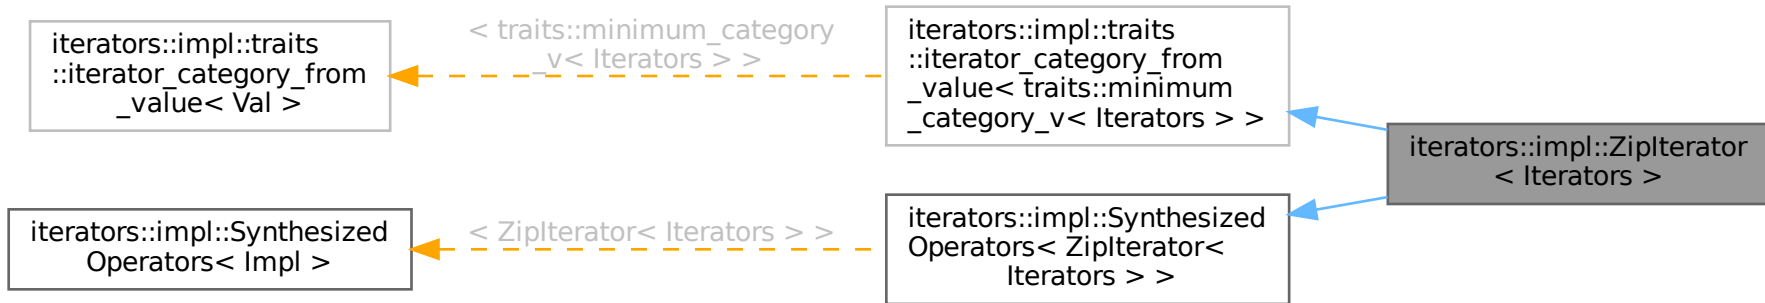 iterators::impl::traits
::iterator_category_from
_value< Val >
< traits::minimum_category
_v< Iterators > >
iterators::impl::traits
::iterator_category_from
_value< traits::minimum
_category_v< Iterators > >
iterators::impl::ZipIterator
< Iterators >
iterators::impl::Synthesized
Operators< Impl >
< ZipIterator< Iterators > >
iterators::impl::Synthesized
Operators< ZipIterator<
Iterators > >